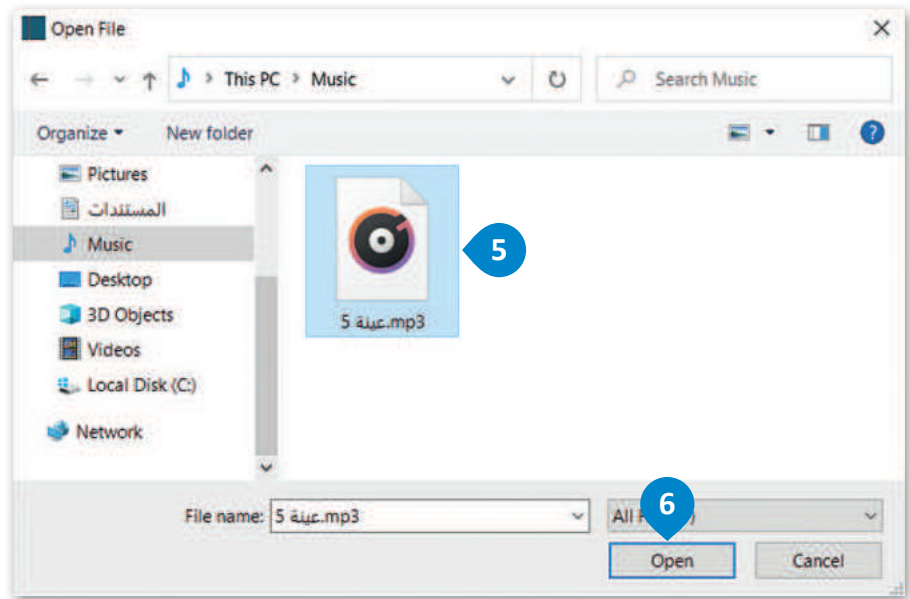 Open File
This PC > Music
Search Music
Organize
New folder
Pictures
المستندات
Music
Desktop
3D Objects
Videos
Local Disk (C:)
Network
عينة 5.mp3
5
File name: عينة 5.mp3
All
6
Open
Cancel